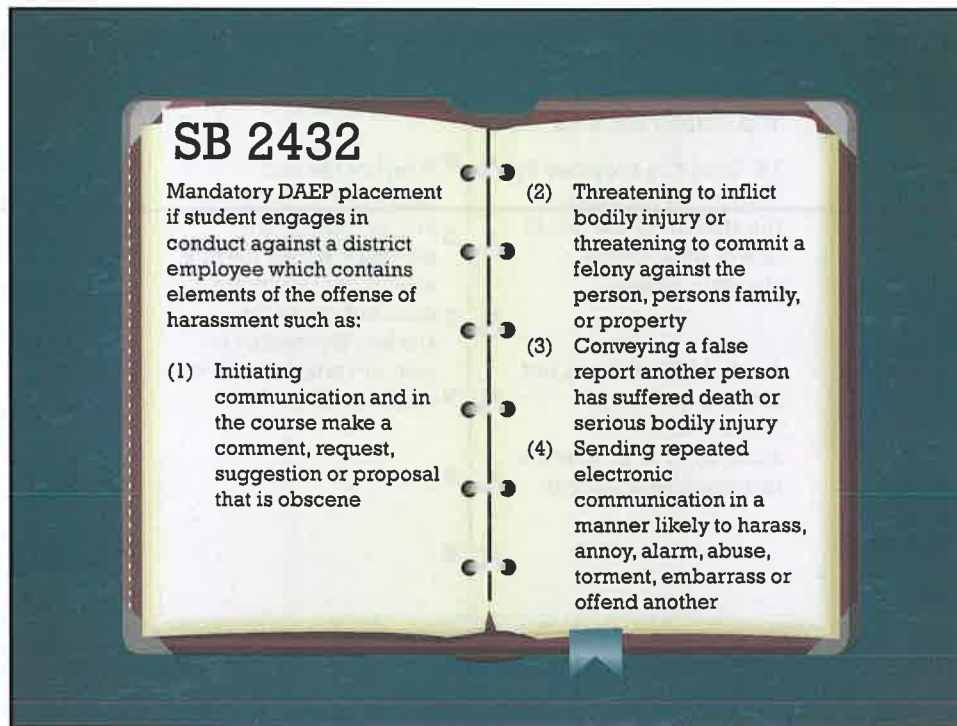 SB 2432
Mandatory DAEP placement
if student engages in
conduct against a district
employee which contains
elements of the offense of
harassment such as:
(1) Initiating
communication and in
the course make a
comment, request,
suggestion or proposal
that is obscene
(2) Threatening to inflict
bodily injury or
threatening to commit a
felony against the
person, persons family,
or property
(3) Conveying a false
report another person
has suffered death or
serious bodily injury
(4) Sending repeated
electronic
communication in a
manner likely to harass,
annoy, alarm, abuse,
torment, embarrass or
offend another